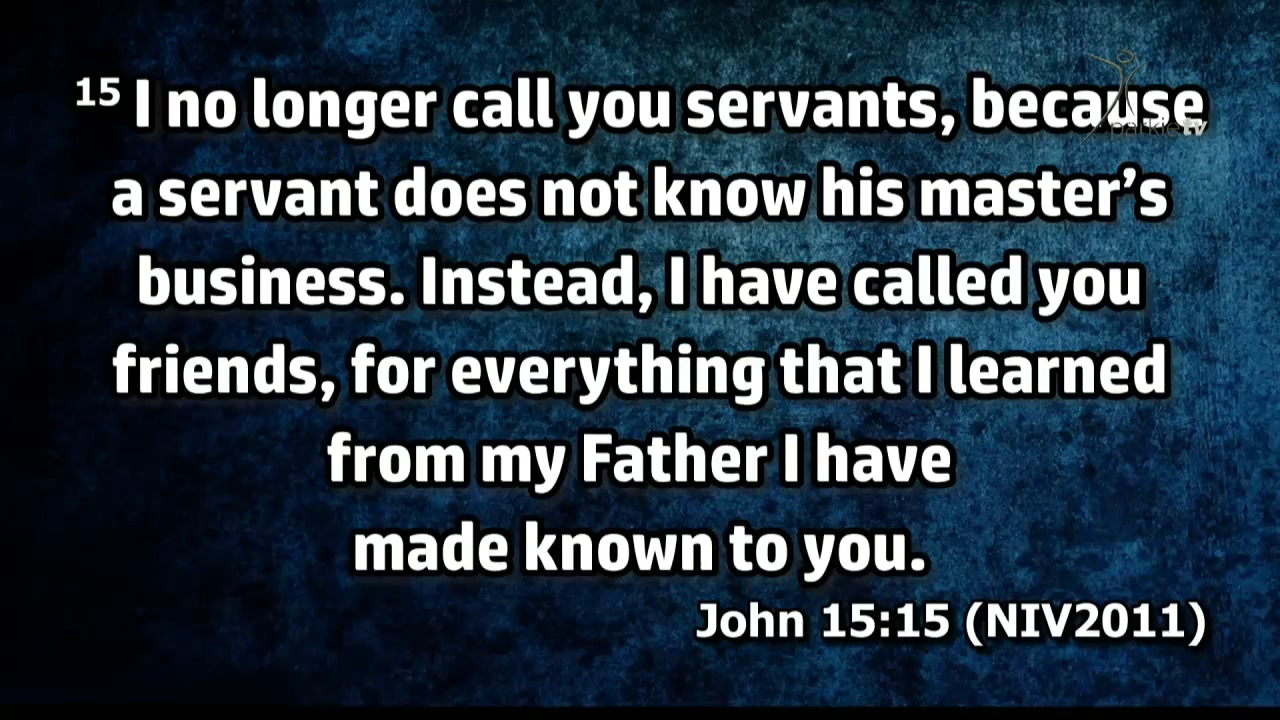 15 I no longer call you servants, because
a servant does not know his master’s
business. Instead, I have called you
friends, for everything that I learned
from my Father I have
made known to you.
John 15:15 (NIV2011)
tv